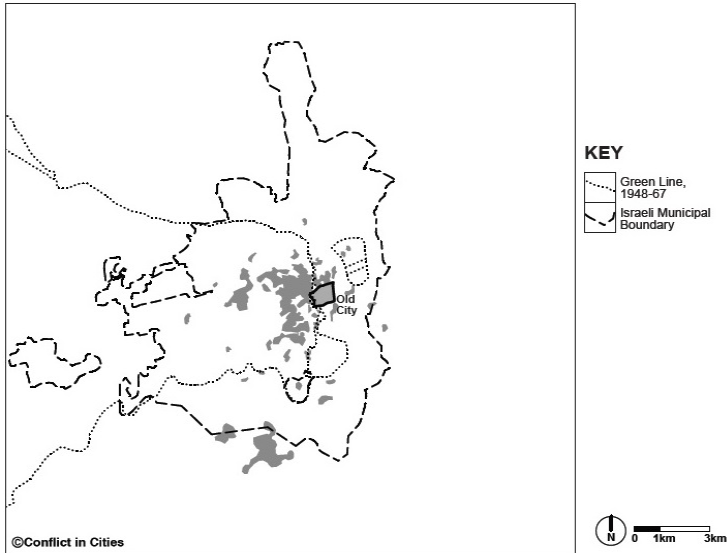 KEY
Green Line,
1948-67
Israeli Municipal
Boundary
Old
City
©Conflict in Cities
N
0 1km 3km